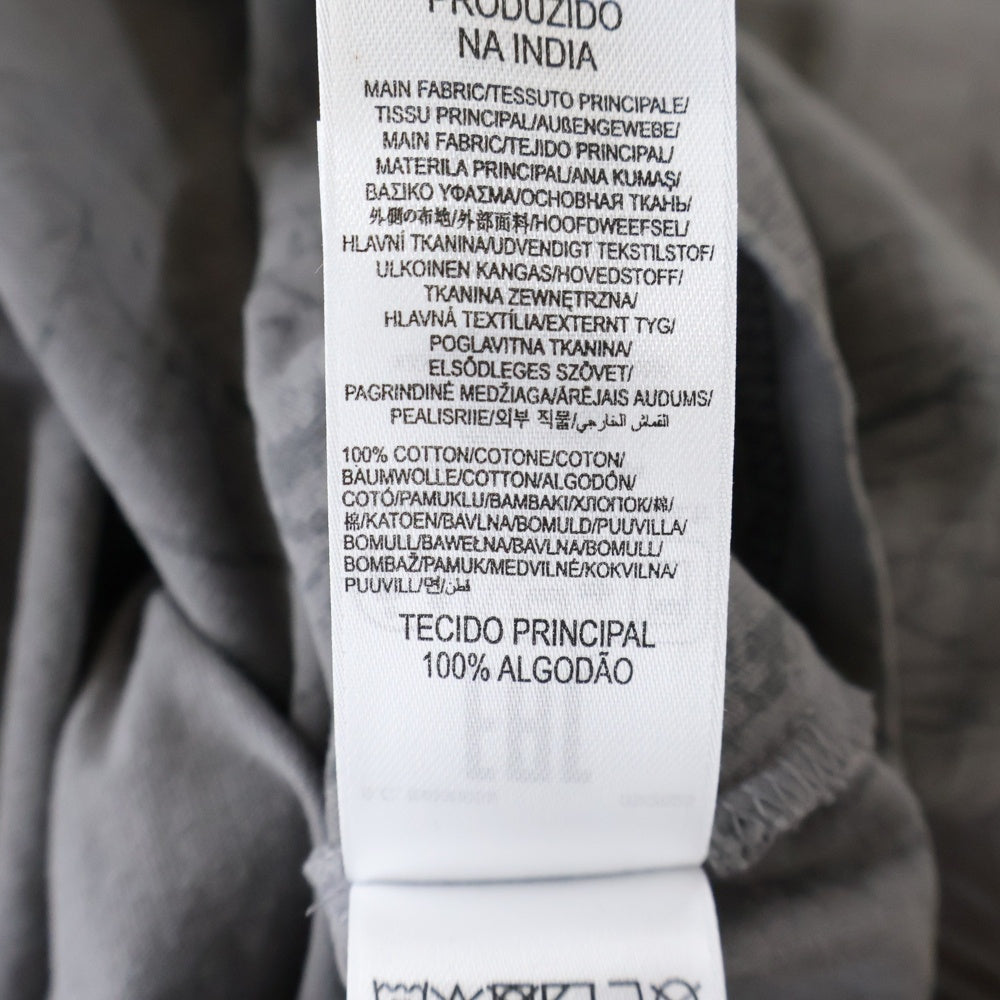 PRODUZIDO
NA INDIA
MAIN FABRIC/TESSUTO PRINCIPALE/
TISSU PRINCIPAL/AUßENGEWEBE/
MAIN FABRIC/TEJIDO PRINCIPAL/
MATERILA PRINCIPAL/ANA KUMAŞ/
ΒΑΣΙΚΟ ΥΦΑΣΜΑ/ОСНОВНАЯ ТКАНЬ/
外側の布地/外部面料/HOOFDWEEFSEL/
HLAVNÍ TKANINA/UDVENDIGT TEKSTILSTOF/
ULKOINEN KANGAS/HOVEDSTOFF/
TKANINA ZEWNĘTRZNA/
HLAVNÁ TEXTÍLIA/EXTERNT TYG/
POGLAVITNA TKANINA/
ELSŐDLEGES SZÖVET/
PAGRINDINĖ MEDŽIAGA/ĀRĒJAIS AUDUMS/
PEALISRIIE/외부 직물/القماش الخارجي/
100% COTTON/COTONE/COTON/
BAUMWOLLE/COTTON/ALGODÓN/
COTÓ/PAMUKLU/BAMBAKI/ХЛОПОК/綿/
棉/KATOEN/BAVLNA/BOMULD/PUUVILLA/
BOMULL/BAWEŁNA/BAVLNA/BOMULL/
BOMBAŽ/PAMUK/MEDVILNĖ/KOKVILNA/
PUUVILL/면/قطن/
TECIDO PRINCIPAL
100% ALGODÃO